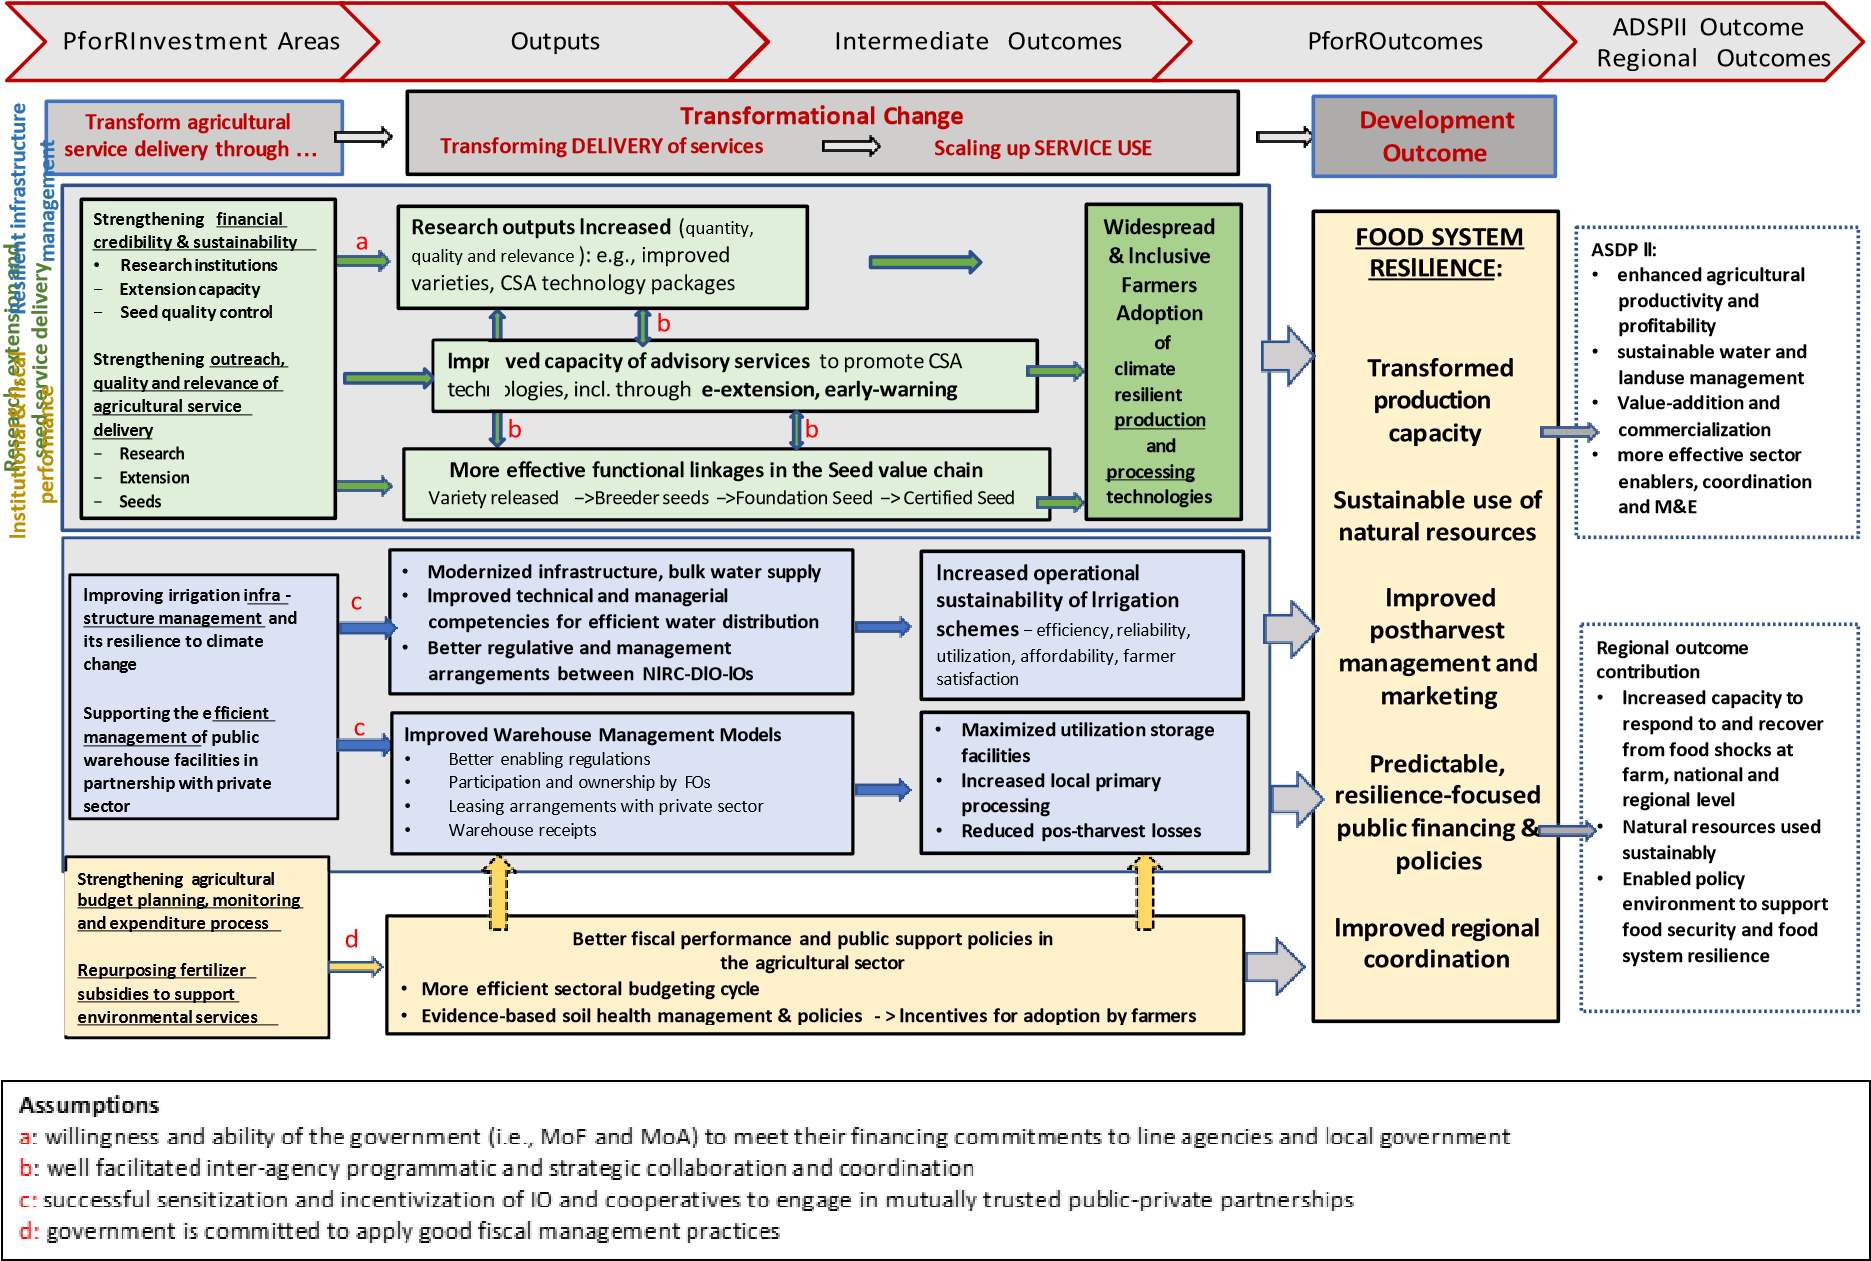 PforRInvestment Areas
Outputs
Intermediate Outcomes
PforROutcomes
ADSPII Outcome
Regional Outcomes
Transform agricultural
service delivery through ...
Transformational Change
Transforming DELIVERY of services
Scaling up SERVICE USE
Development
Outcome
Resilient infrastructure
management
Research, extension and
seed service delivery
Institutional & fiscal
performance
Strengthening financial
credibility & sustainability
• Research institutions
– Extension capacity
– Seed quality control
Strengthening outreach,
quality and relevance of
agricultural service
delivery
– Research
– Extension
– Seeds
a
Research outputs Increased (quantity,
quality and relevance ): e.g., improved
varieties, CSA technology packages
b
Improved capacity of advisory services to promote CSA
technologies, incl. through e-extension, early-warning
b
b
More effective functional linkages in the Seed value chain
Variety released –>Breeder seeds –>Foundation Seed –> Certified Seed
Widespread
& Inclusive
Farmers
Adoption
of
climate
resilient
production
and
processing
technologies
Improving irrigation infra -
structure management and
its resilience to climate
change
Supporting the efficient
management of public
warehouse facilities in
partnership with private
sector
c
• Modernized infrastructure, bulk water supply
• Improved technical and managerial
competencies for efficient water distribution
• Better regulative and management
arrangements between NIRC-DIO-IOs
Increased operational
sustainability of Irrigation
schemes – efficiency, reliability,
utilization, affordability, farmer
satisfaction
c
Improved Warehouse Management Models
• Better enabling regulations
• Participation and ownership by FOs
• Leasing arrangements with private sector
• Warehouse receipts
• Maximized utilization storage
facilities
• Increased local primary
processing
• Reduced pos-tharvest losses
Strengthening agricultural
budget planning, monitoring
and expenditure process
Repurposing fertilizer
subsidies to support
environmental services
d
Better fiscal performance and public support policies in
the agricultural sector
• More efficient sectoral budgeting cycle
• Evidence-based soil health management & policies - > Incentives for adoption by farmers
FOOD SYSTEM
RESILIENCE:
Transformed
production
capacity
Sustainable use of
natural resources
Improved
postharvest
management and
marketing
Predictable,
resilience-focused
public financing &
policies
Improved regional
coordination
ASDP II:
• enhanced agricultural
productivity and
profitability
• sustainable water and
landuse management
• Value-addition and
commercialization
• more effective sector
enablers, coordination
and M&E
Regional outcome
contribution
• Increased capacity to
respond to and recover
from food shocks at
farm, national and
regional level
• Natural resources used
sustainably
• Enabled policy
environment to support
food security and food
system resilience
Assumptions
a: willingness and ability of the government (i.e., MoF and MoA) to meet their financing commitments to line agencies and local government
b: well facilitated inter-agency programmatic and strategic collaboration and coordination
c: successful sensitization and incentivization of IO and cooperatives to engage in mutually trusted public-private partnerships
d: government is committed to apply good fiscal management practices